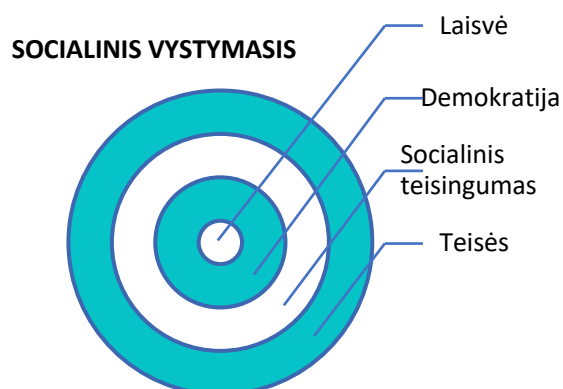 Laisvė
SOCIALINIS VYSTYMASIS
Demokratija
Socialinis
teisingumas
Teisės